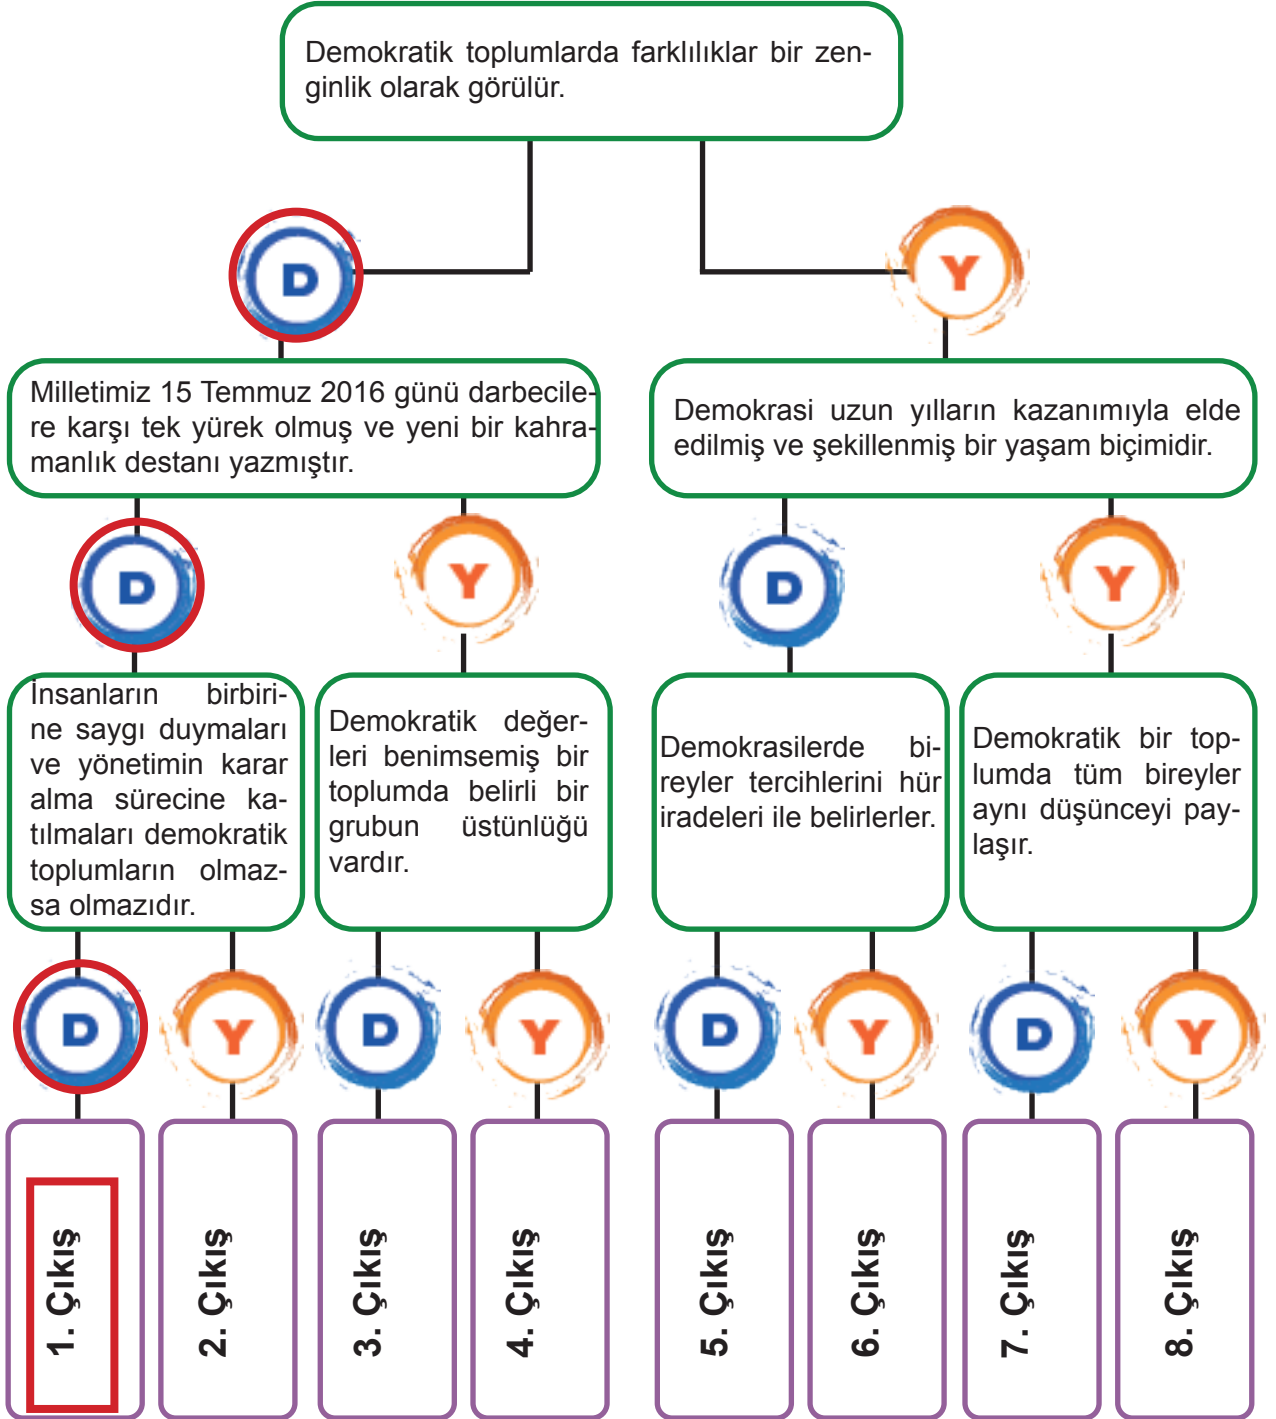 Demokratik toplumlarda farklılıklar bir zen-
ginlik olarak görülür.
D
Y
Milletimiz 15 Temmuz 2016 günü darbecile-
re karşı tek yürek olmuş ve yeni bir kahra-
manlık destanı yazmıştır.
Demokrasi uzun yılların kazanımıyla elde
edilmiş ve şekillenmiş bir yaşam biçimidir.
D
Y
D
Y
İnsanların birbiri-
ne saygı duymaları
ve yönetimin karar
alma sürecine ka-
tılmaları demokratik
toplumların olmaz-
sa olmazıdır.
Demokratik değer-
leri benimsemiş bir
toplumda belirli bir
grubun üstünlüğü
vardır.
Demokrasilerde bi-
reyler tercihlerini hür
iradeleri ile belirlerler.
Demokratik bir top-
lumda tüm bireyler
aynı düşünceyi pay-
laşır.
D
Y
D
Y
D
Y
D
Y
1. Çıkış
2. Çıkış
3. Çıkış
4. Çıkış
5. Çıkış
6. Çıkış
7. Çıkış
8. Çıkış